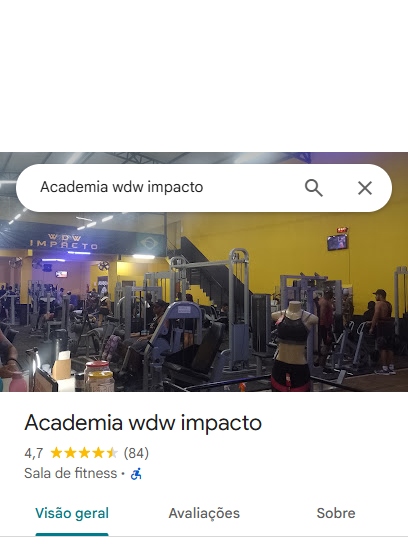 Academia wdw impacto
WDW
IMPACTO
Academia wdw impacto
4,7 (84)
Sala de fitness ·
Visão geral Avaliações Sobre